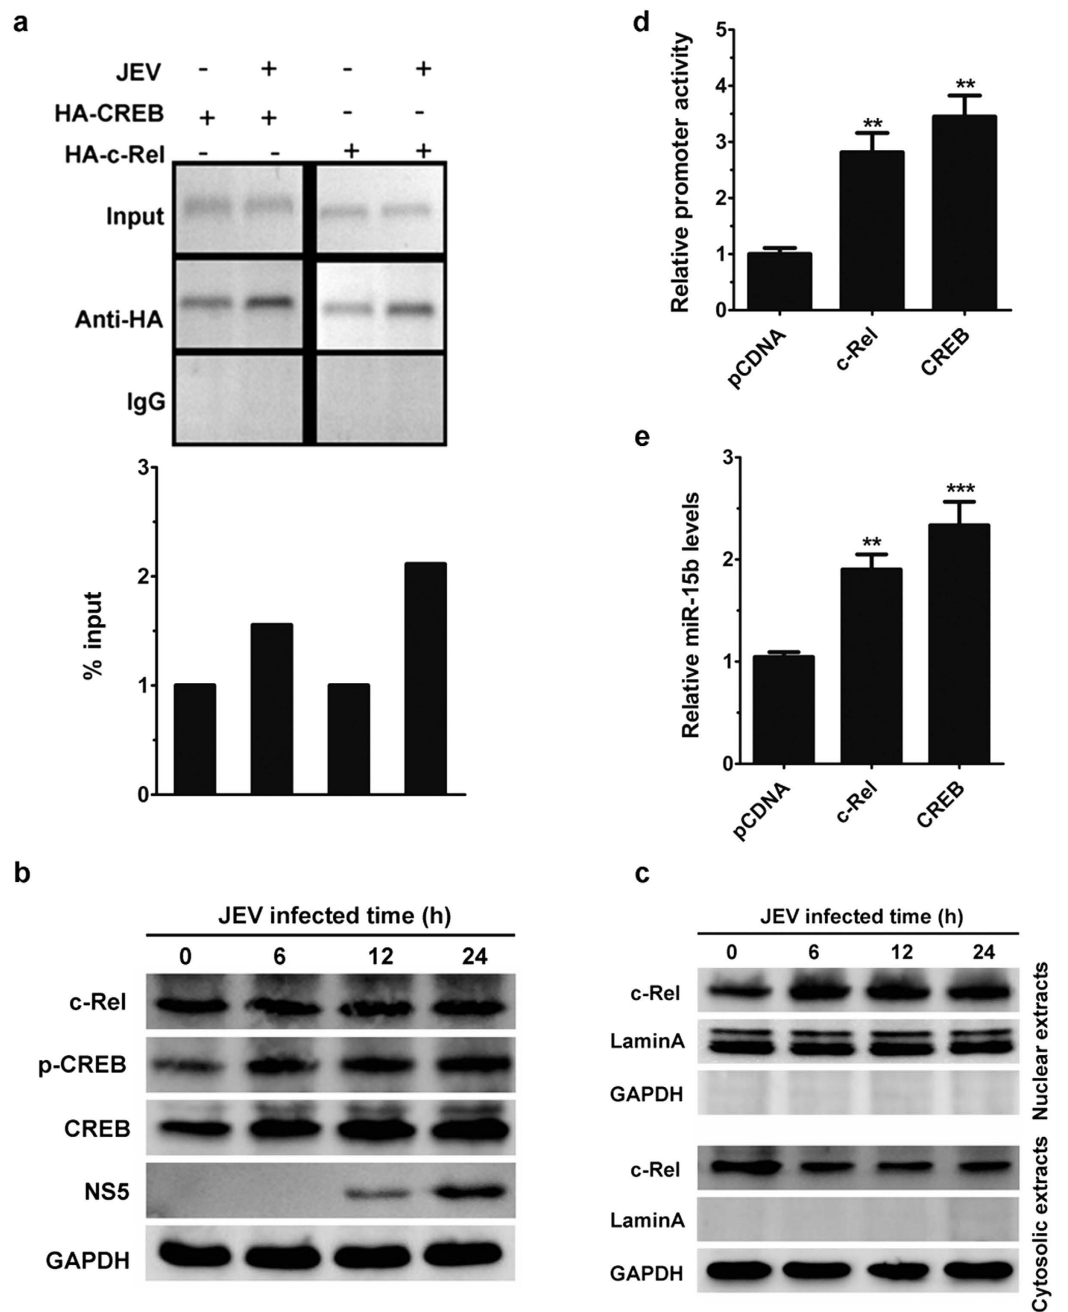 a
JEV - + - +
HA-CREB + + - -
HA-c-Rel - - + +
Input
Anti-HA
IgG
3
2
1
0
% input
d
Relative promoter activity
5
4
3
2
1
0
**
**
pCDNA
c-Rel
CREB
e
Relative miR-15b levels
3
2
1
0
**
***
pCDNA
c-Rel
CREB
b
JEV infected time (h)
0 6 12 24
c-Rel
p-CREB
CREB
NS5
GAPDH
c
JEV infected time (h)
0 6 12 24
c-Rel
LaminA
GAPDH
Nuclear extracts
c-Rel
LaminA
GAPDH
Cytosolic extracts